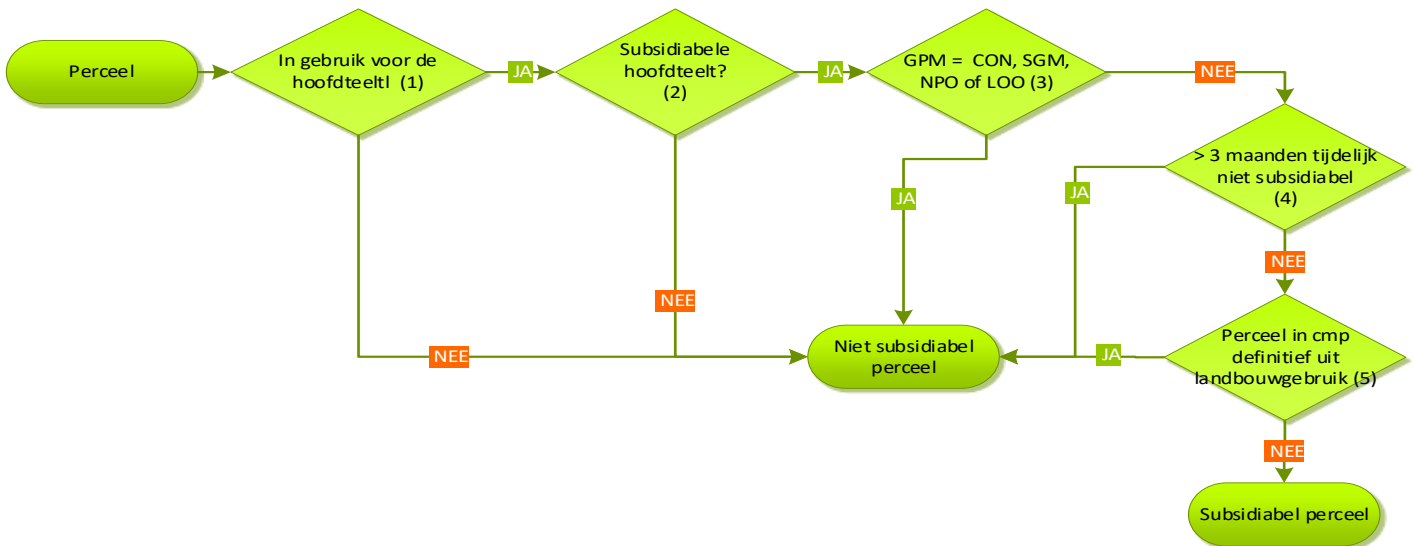 Perceel
In gebruik voor de
hoofdteeltl (1)
JA
Subsidiabele
hoofdteelt?
(2)
JA
GPM = CON, SGM,
NPO of LOO (3)
NEE
> 3 maanden tijdelijk
niet subsidiabel
(4)
JA
JA
NEE
NEE
Niet subsidiabel
perceel
NEE
JA
Perceel in cmp
definitief uit
landbouwgebruik (5)
NEE
Subsidiabel perceel